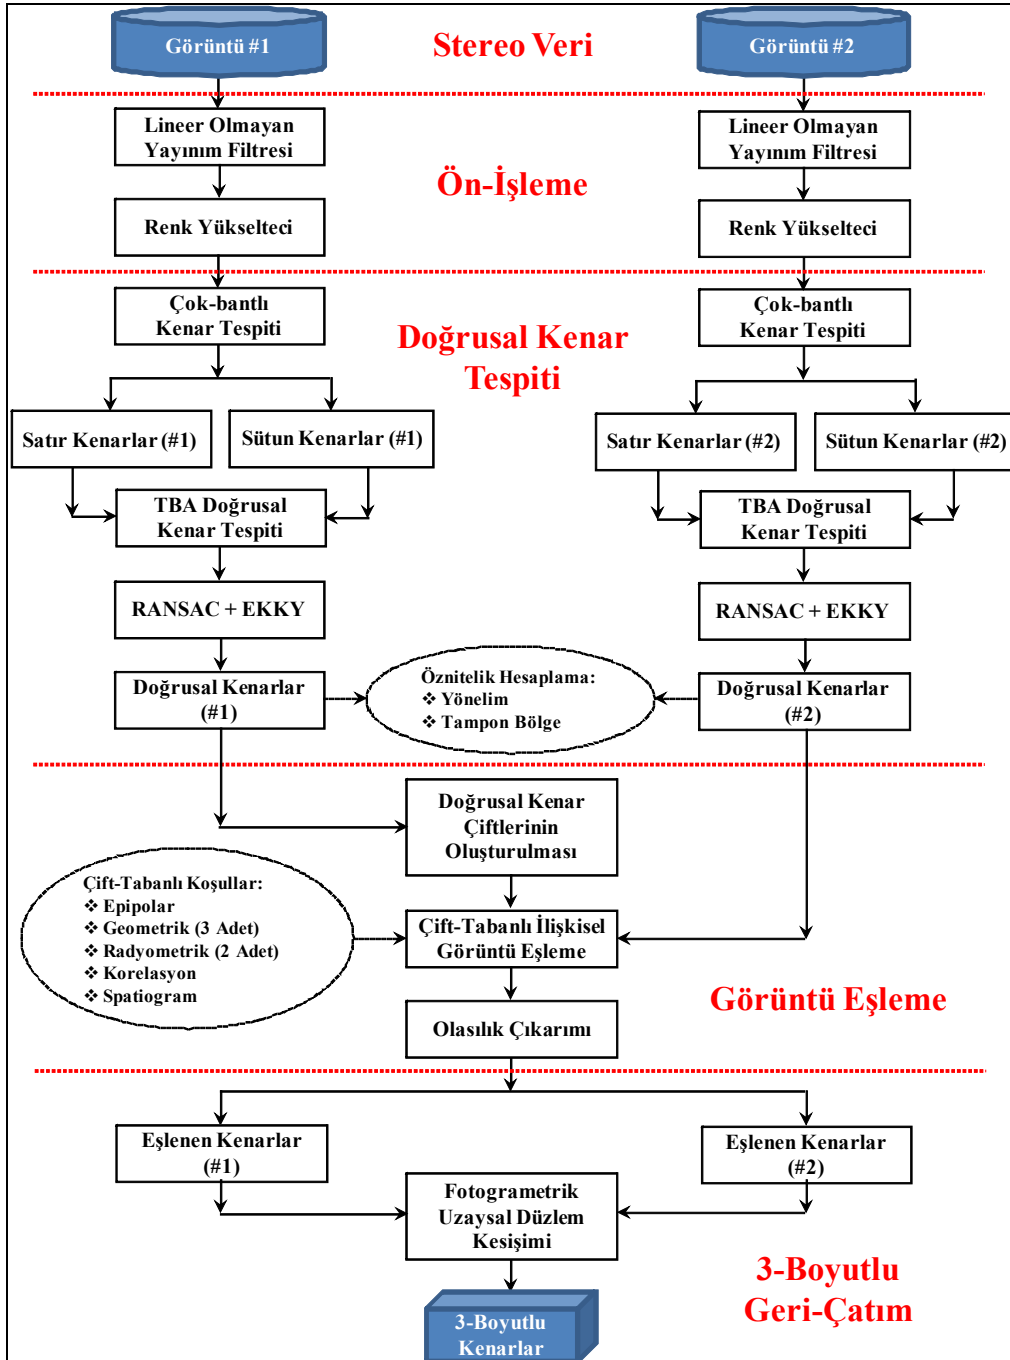 Görüntü #1
Stereo Veri
Görüntü #2
Lineer Olmayan
Yayınım Filtresi
Lineer Olmayan
Yayınım Filtresi
Ön-İşleme
Renk Yükselteci
Renk Yükselteci
Çok-bantlı
Kenar Tespiti
Çok-bantlı
Kenar Tespiti
Doğrusal Kenar
Tespiti
Satır Kenarlar (#1)
Sütun Kenarlar (#1)
Satır Kenarlar (#2)
Sütun Kenarlar (#2)
TBA Doğrusal
Kenar Tespiti
TBA Doğrusal
Kenar Tespiti
RANSAC + EKKY
RANSAC + EKKY
Doğrusal Kenarlar
(#1)
Öznitelik Hesaplama:
❖ Yönelim
❖ Tampon Bölge
Doğrusal Kenarlar
(#2)
Doğrusal Kenar
Çiftlerinin
Oluşturulması
Çift-Tabanlı Koşullar:
❖ Epipolar
❖ Geometrik (3 Adet)
❖ Radyometrik (2 Adet)
❖ Korelasyon
❖ Spatiogram
Çift-Tabanlı İlişkisel
Görüntü Eşleme
Görüntü Eşleme
Olasılık Çıkarımı
Eşlenen Kenarlar
(#1)
Eşlenen Kenarlar
(#2)
Fotogrametrik
Uzaysal Düzlem
Kesişimi
3-Boyutlu
Geri-Çatım
3-Boyutlu
Kenarlar